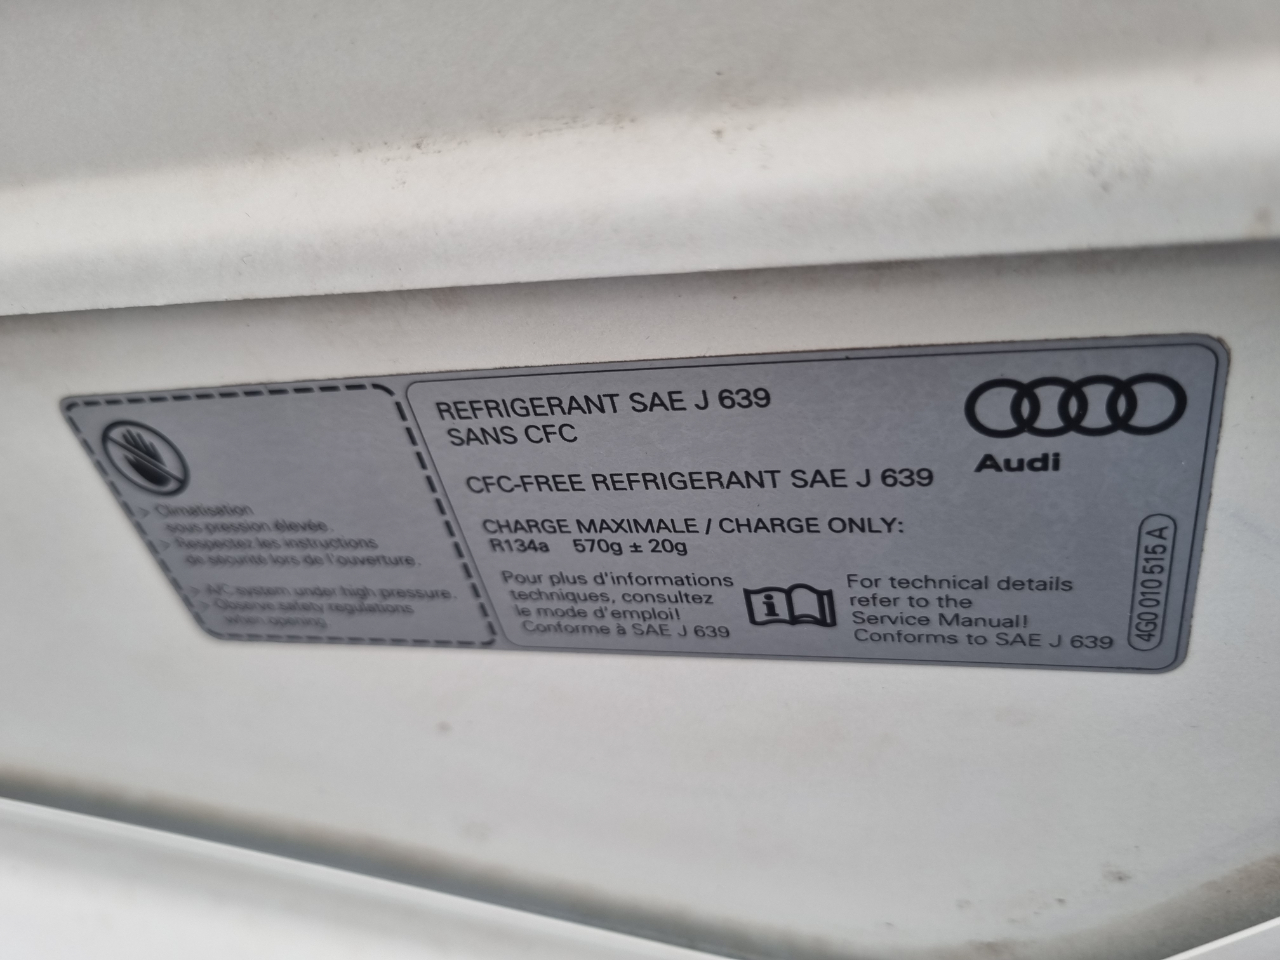 > Climatisation
sous pression élevée.
> Respectez les instructions
de sécurité lors de l'ouverture.
> A/C system under high pressure.
> Observe safety regulations
when opening.
REFRIGERANT SAE J 639
SANS CFC
CFC-FREE REFRIGERANT SAE J 639
CHARGE MAXIMALE / CHARGE ONLY:
R134a 570g ± 20g
Pour plus d'informations
techniques, consultez
le mode d'emploi!
Conforme à SAE J 639
i
For technical details
refer to the
Service Manual!
Conforms to SAE J 639
Audi
4G0 010 515 A